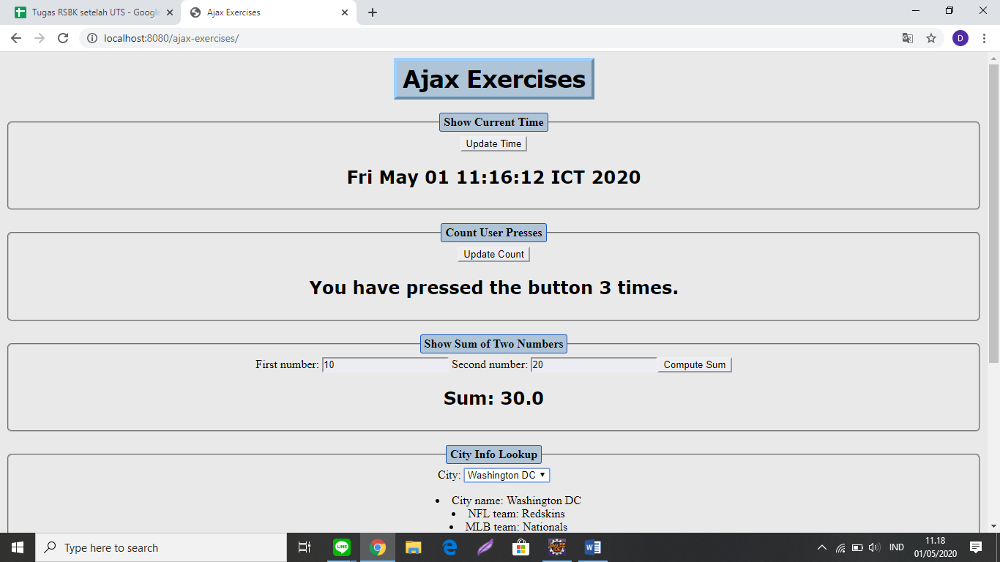 Tugas RSBK setelah UTS - Google
Ajax Exercises
localhost:8080/ajax-exercises/
D
Ajax Exercises
Show Current Time
Update Time
Fri May 01 11:16:12 ICT 2020
Count User Presses
Update Count
You have pressed the button 3 times.
Show Sum of Two Numbers
First number: 10 Second number: 20 Compute Sum
Sum: 30.0
City Info Lookup
City: Washington DC
City name: Washington DC
NFL team: Redskins
MLB team: Nationals
Type here to search
LINE
Java EE
IDE
IND
11.18
01/05/2020